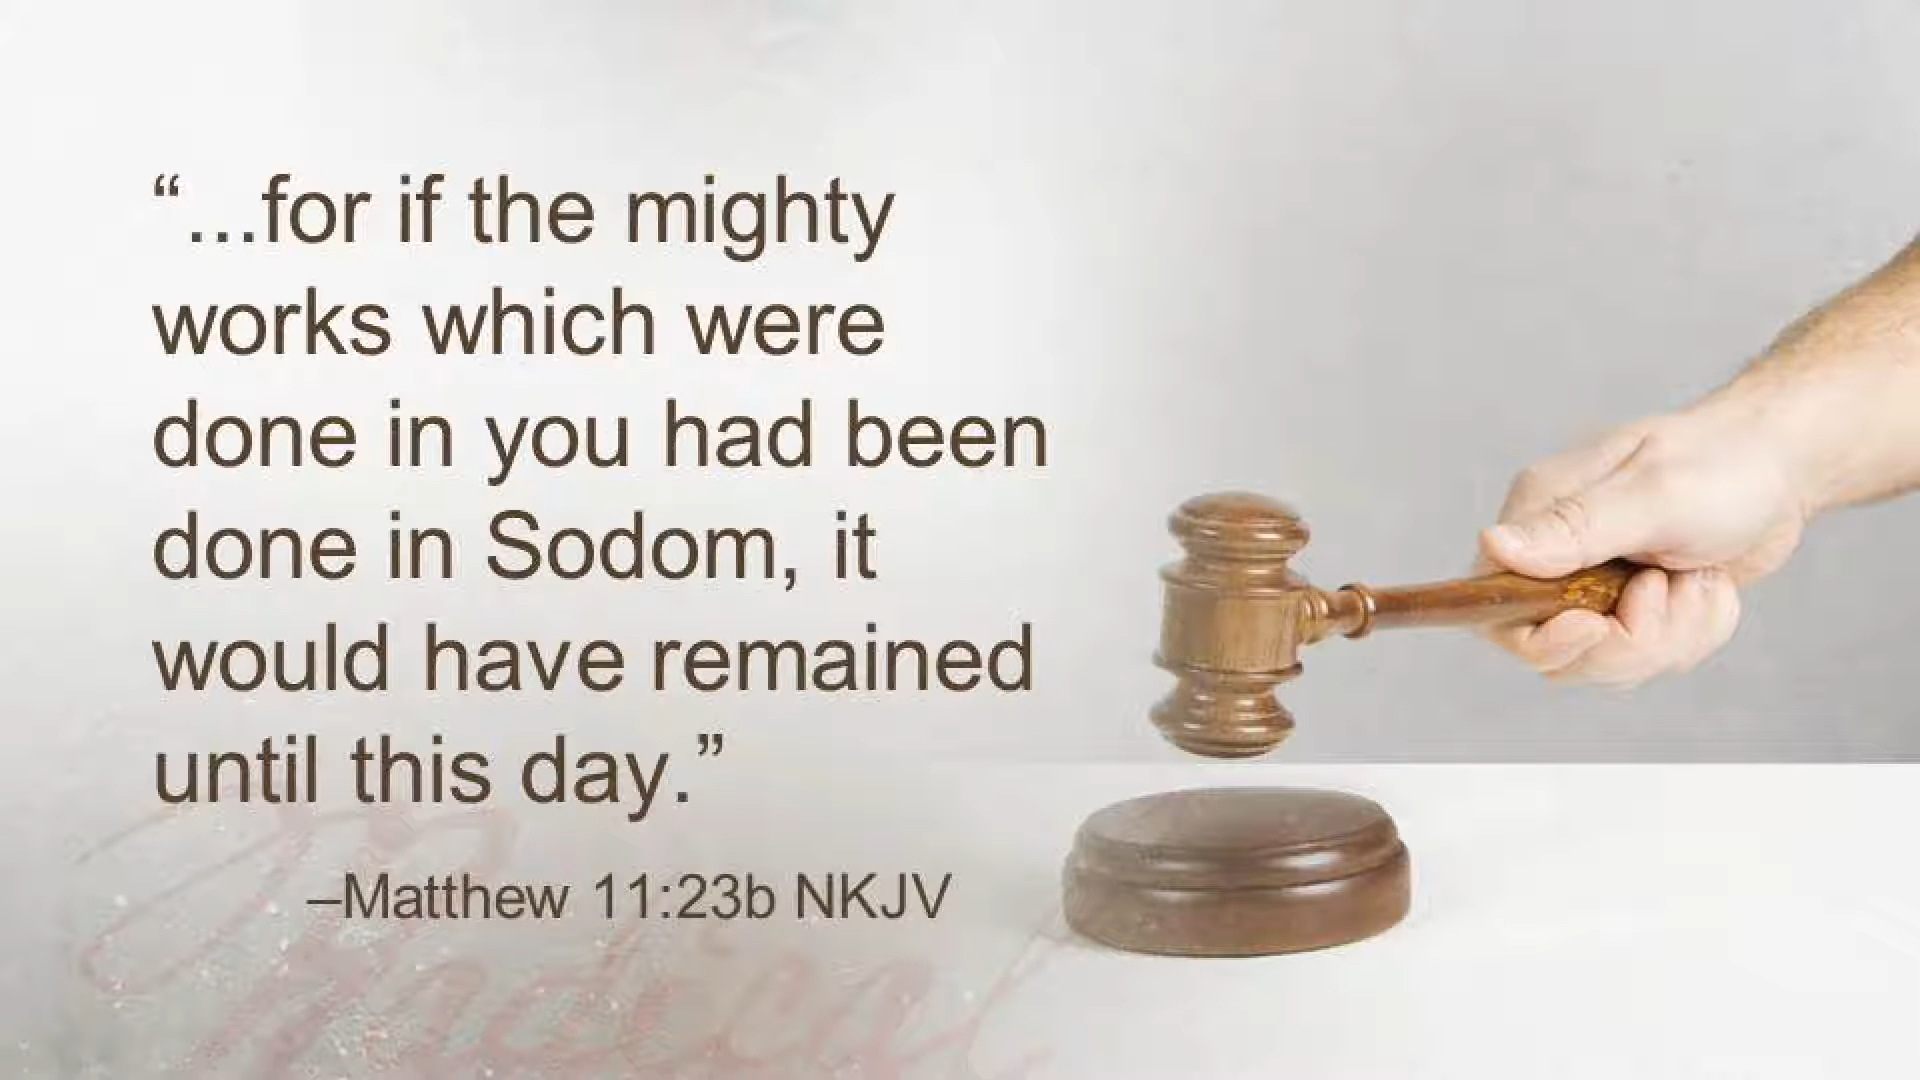 “...for if the mighty
works which were
done in you had been
done in Sodom, it
would have remained
until this day.”
–Matthew 11:23b NKJV